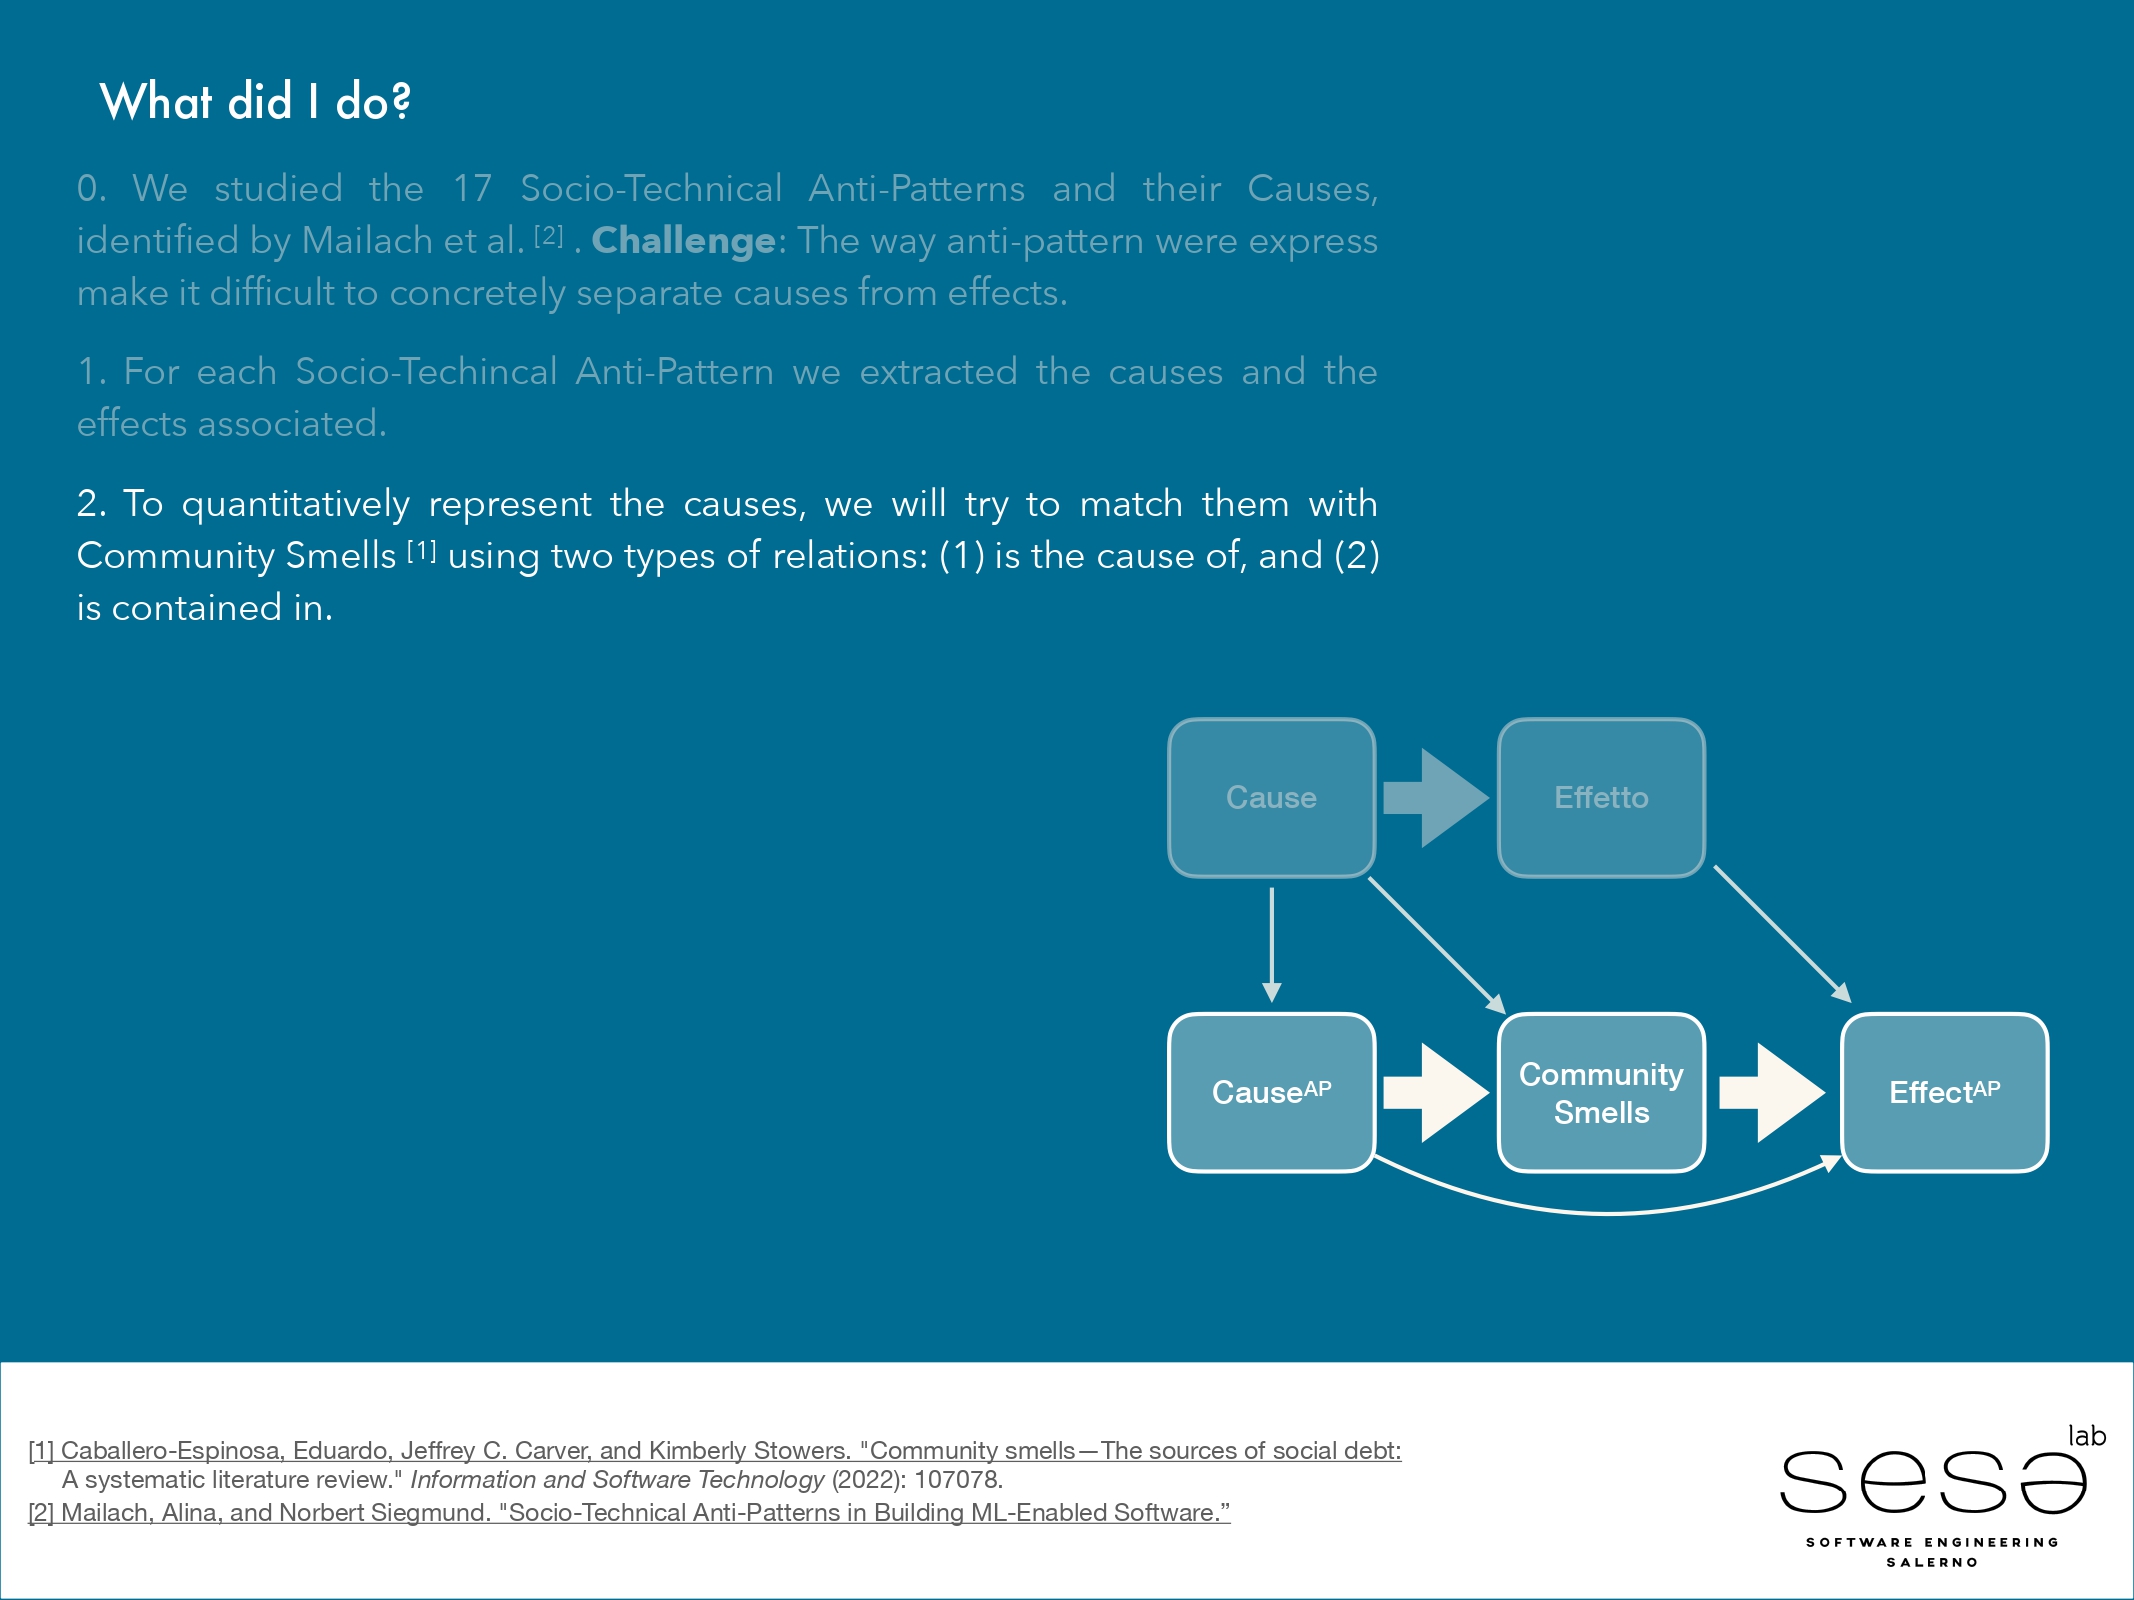 What did I do?
0. We studied the 17 Socio-Technical Anti-Patterns and their Causes,
identified by Mailach et al. [2] . Challenge: The way anti-pattern were express
make it difficult to concretely separate causes from effects.
1. For each Socio-Techincal Anti-Pattern we extracted the causes and the
effects associated.
2. To quantitatively represent the causes, we will try to match them with
Community Smells [1] using two types of relations: (1) is the cause of, and (2)
is contained in.
Cause
Effetto
CauseAP
Community
Smells
EffectAP
[1] Caballero-Espinosa, Eduardo, Jeffrey C. Carver, and Kimberly Stowers. "Community smells—The sources of social debt:
A systematic literature review." Information and Software Technology (2022): 107078.
[2] Mailach, Alina, and Norbert Siegmund. "Socio-Technical Anti-Patterns in Building ML-Enabled Software.”
lab
sesa
SOFTWARE ENGINEERING
SALERNO